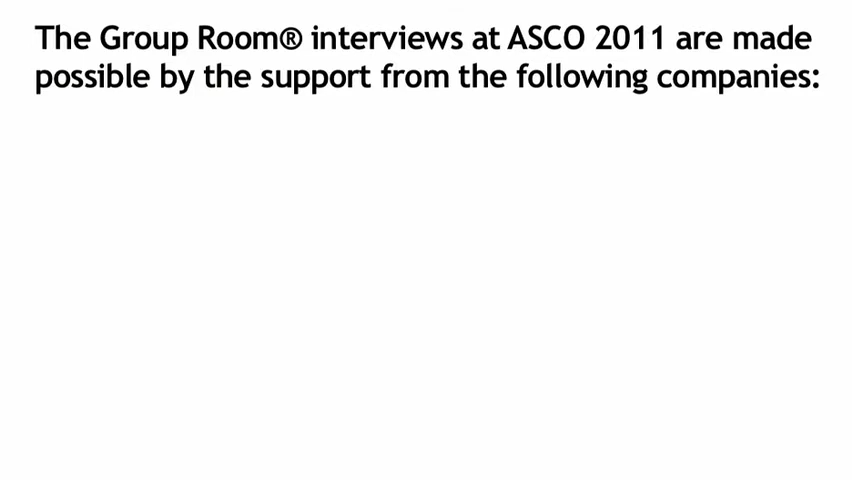 The Group Room® interviews at ASCO 2011 are made
possible by the support from the following companies: